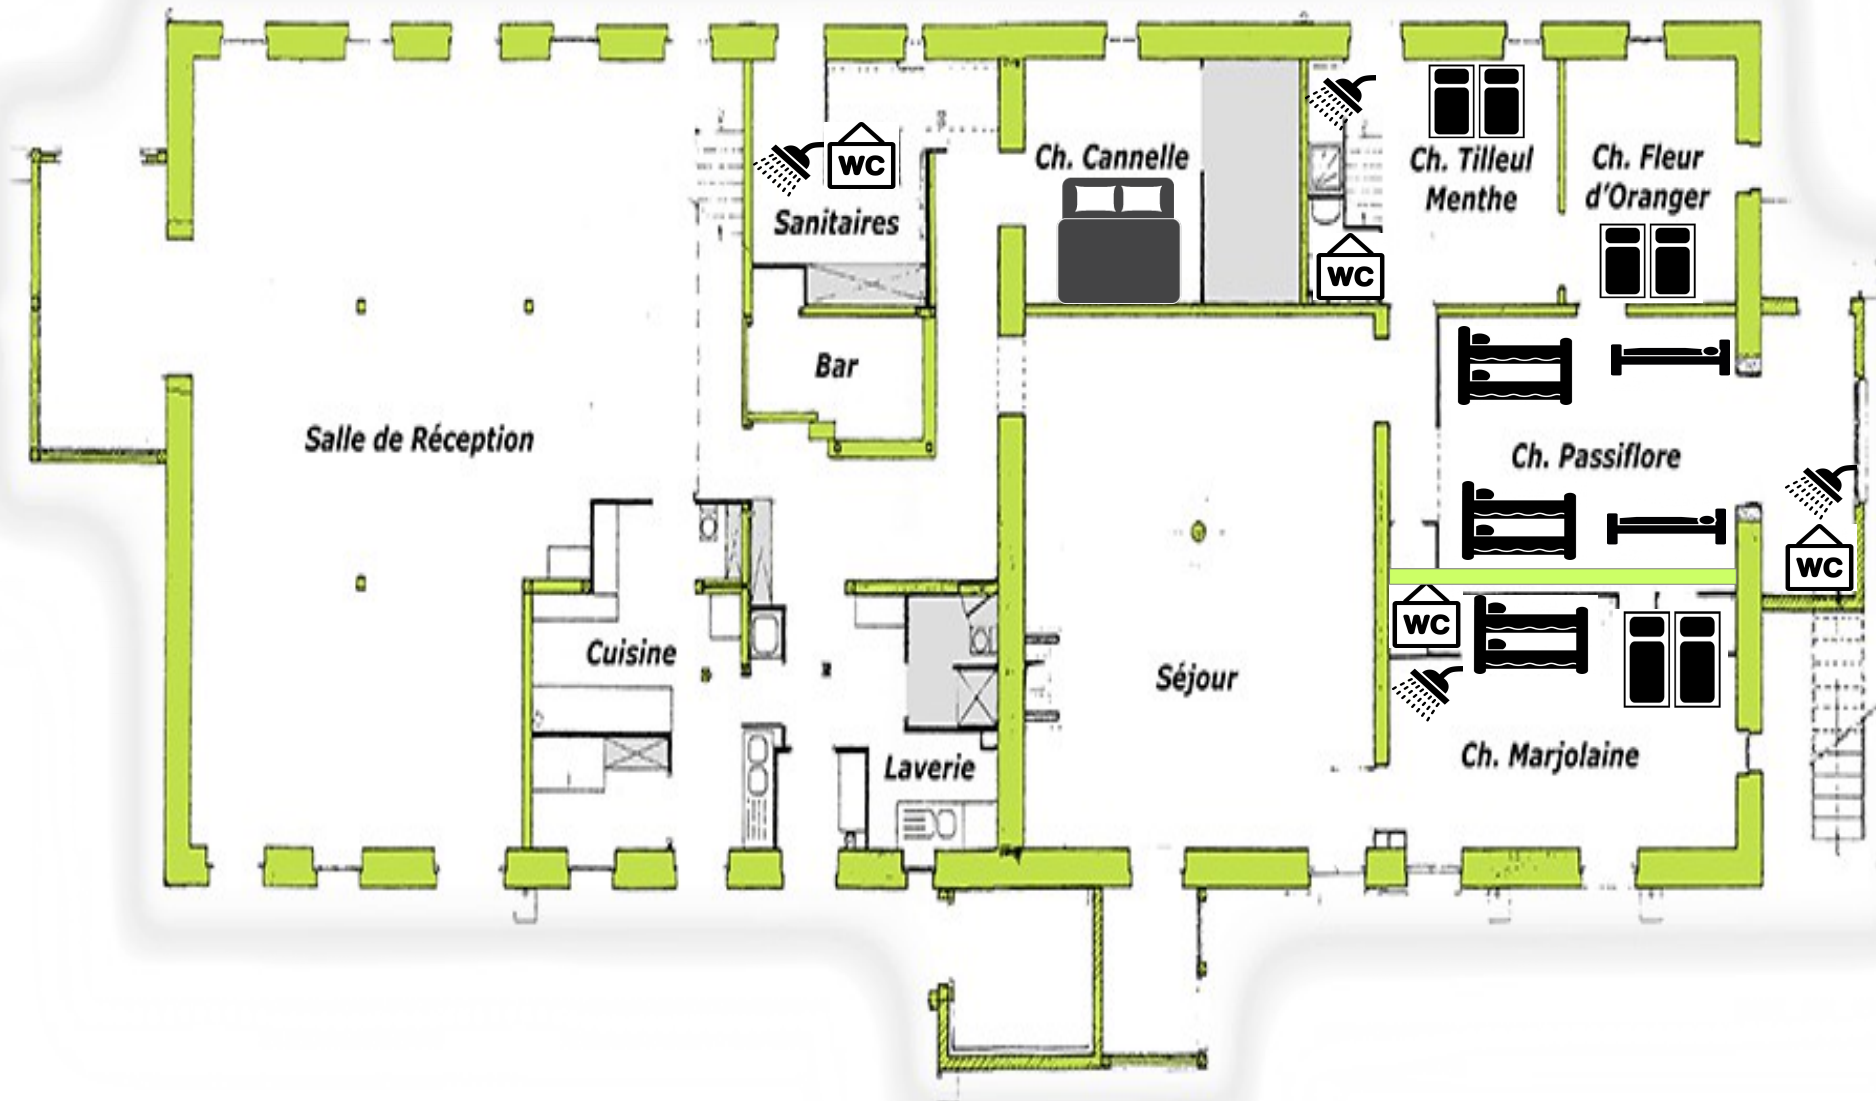 WC
Sanitaires
Ch. Cannelle
WC
Ch. Tilleul
Menthe
Ch. Fleur
d'Oranger
Bar
Salle de Réception
Ch. Passiflore
WC
Cuisine
Séjour
WC
Laverie
Ch. Marjolaine